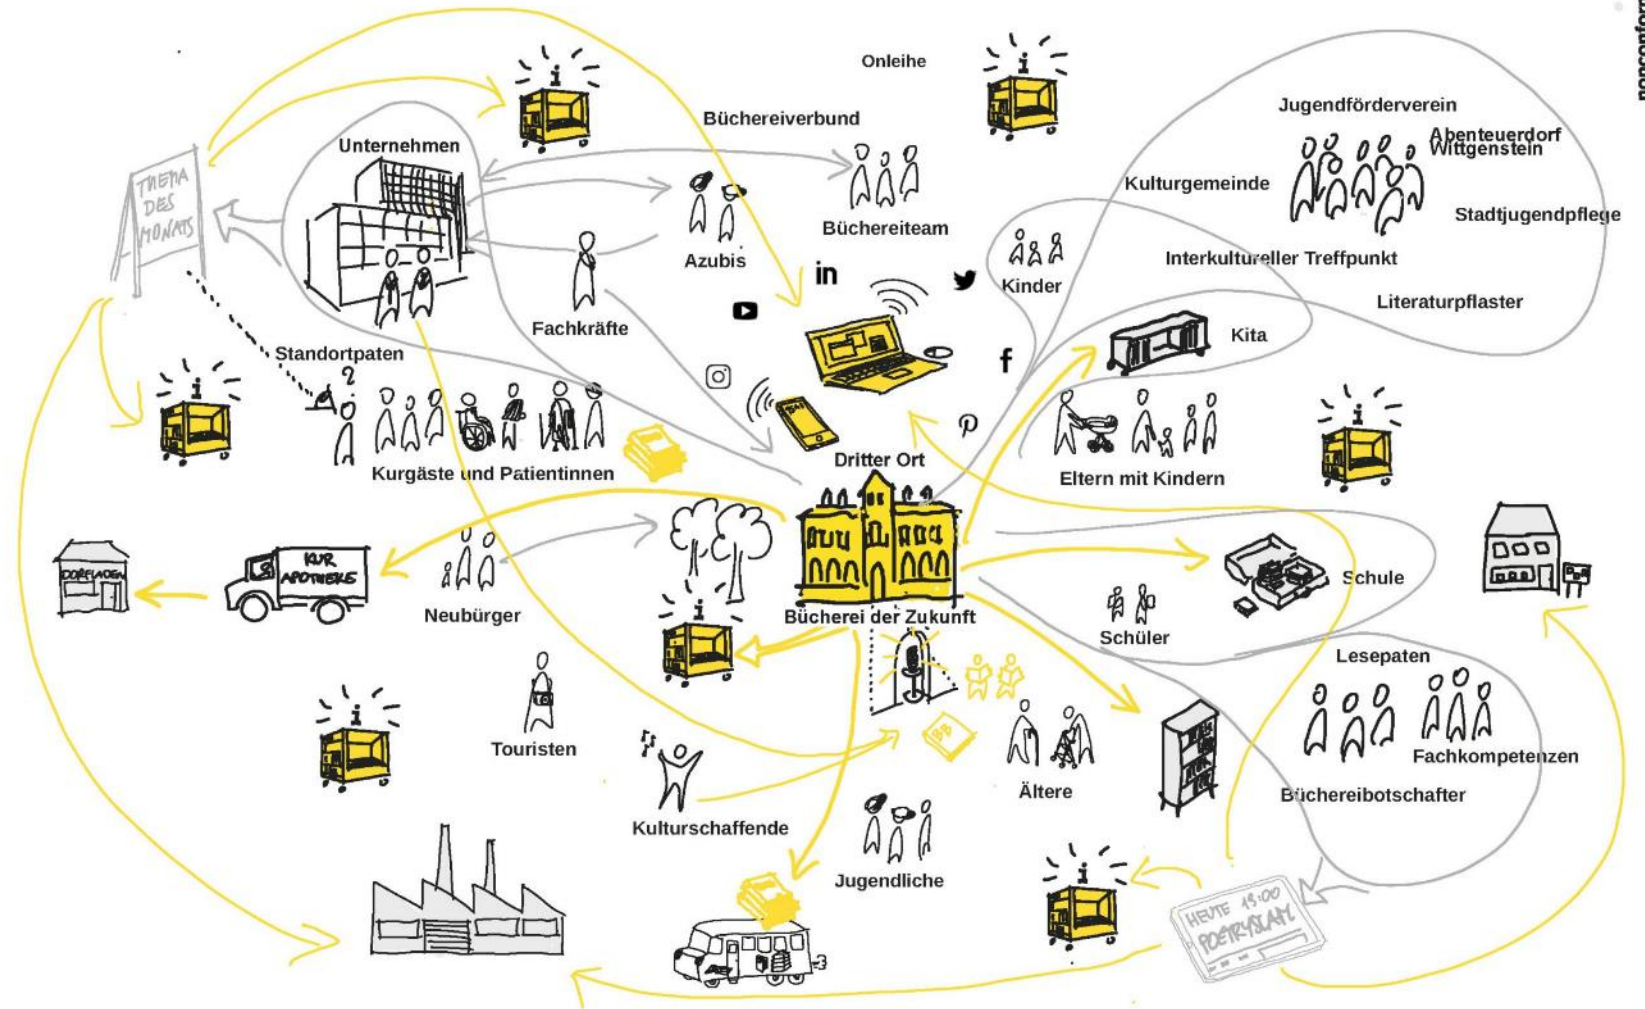 nonconform
Onleihe
Büchereiverbund
Jugendförderverein
Abenteuerdorf
Wittgenstein
Unternehmen
Kulturgemeinde
THEMA
DES
MONATS
Stadtjugendpflege
Büchereiteam
Azubis
Interkultureller Treffpunkt
in
Kinder
Literaturpflaster
Fachkräfte
Kita
Standortpaten
f
?
i
i
i
i
i
i
i
Kurgäste und Patientinnen
Dritter Ort
Eltern mit Kindern
KUR
APOTHEKE
DORFLADEN
Schule
Neubürger
Bücherei der Zukunft
Schüler
Lesepaten
Touristen
BB
Fachkompetenzen
Ältere
Büchereibotschafter
Kulturschaffende
Jugendliche
HEUTE 19:00
POETRYSLAM